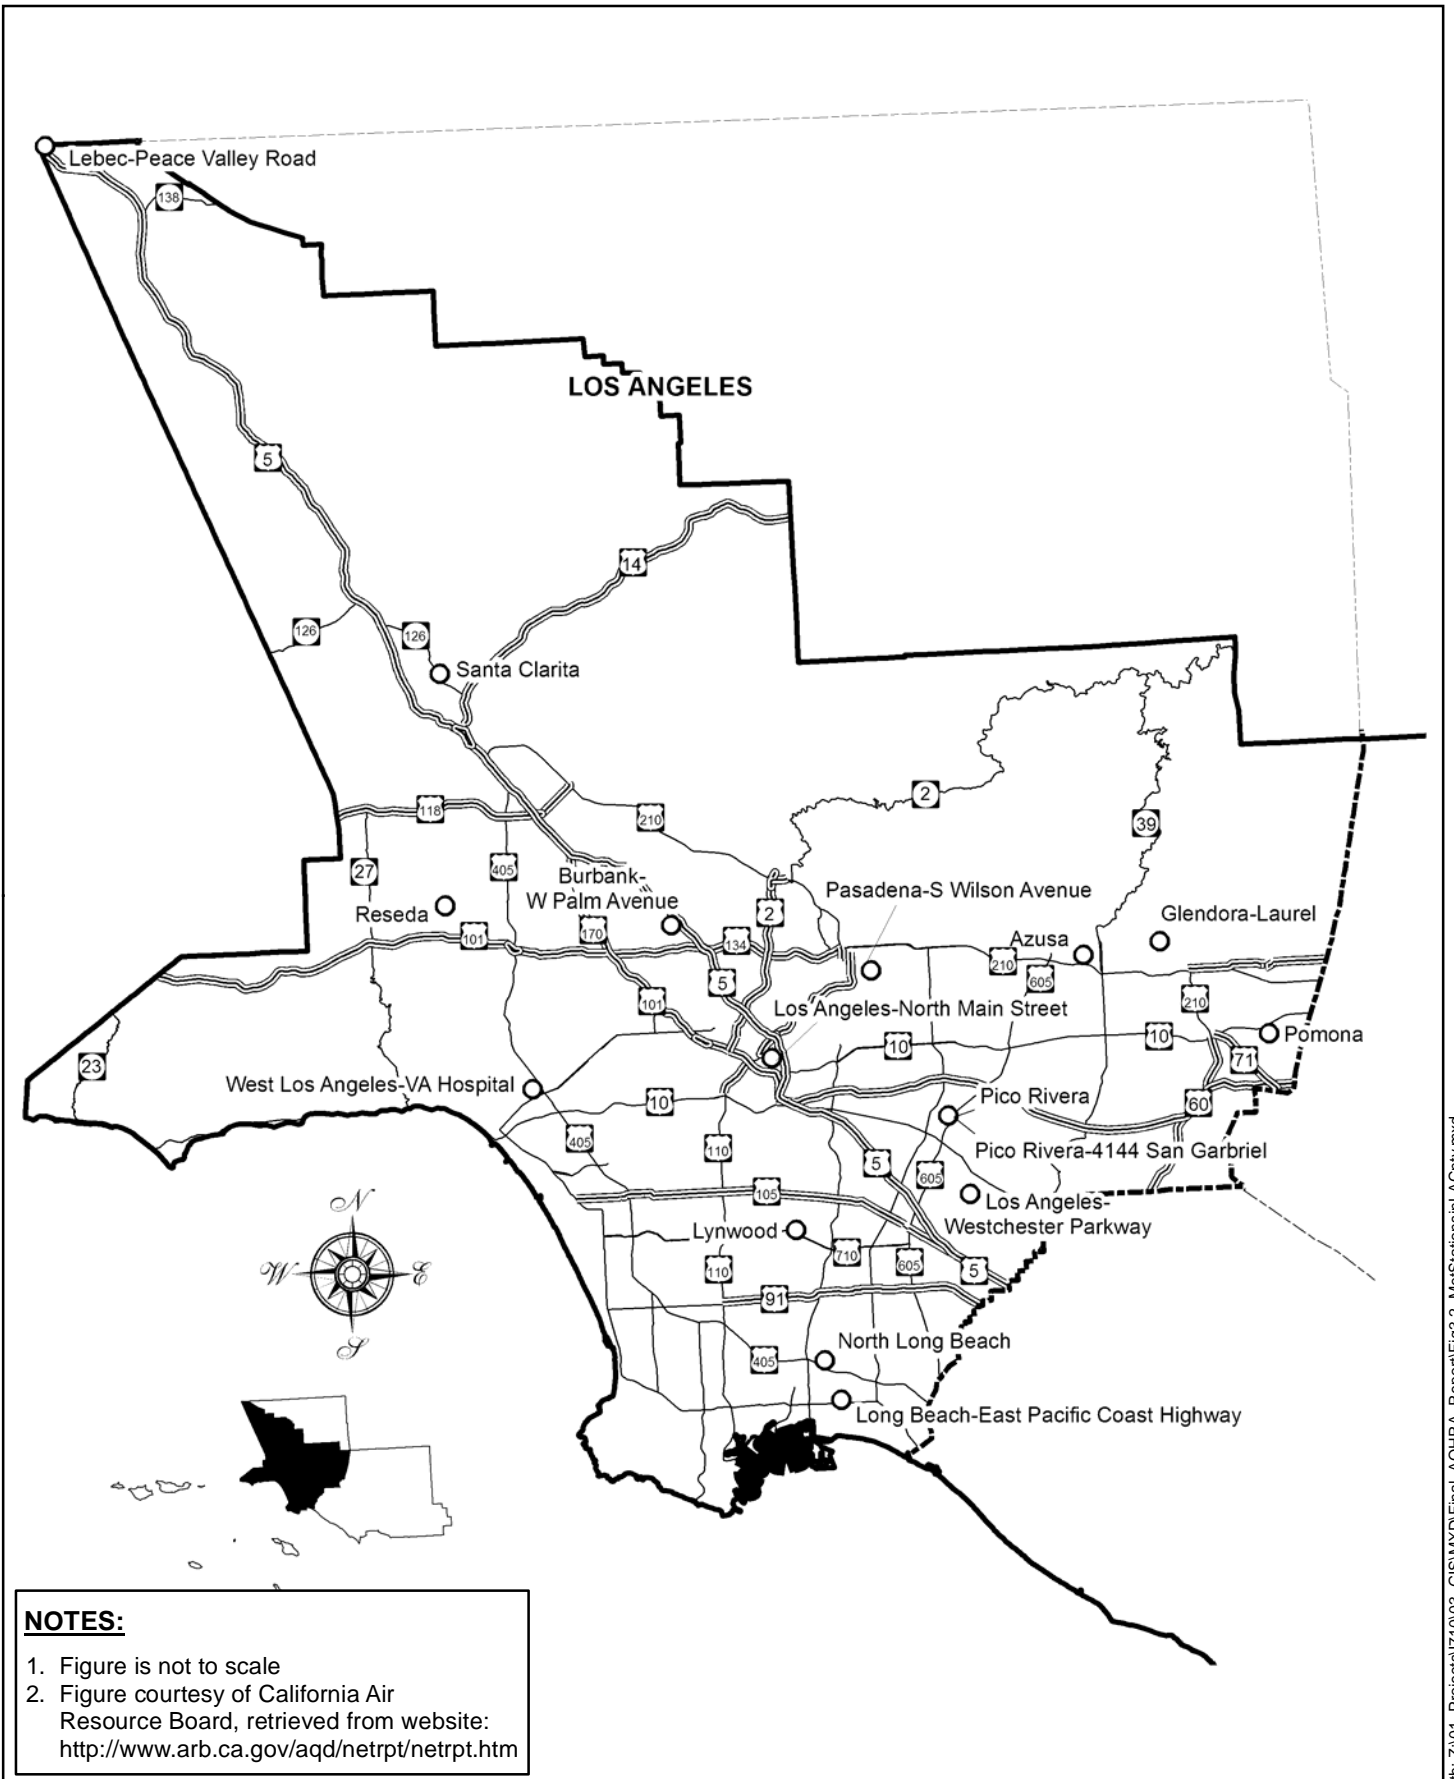 Lebec-Peace Valley Road
138
LOS ANGELES
5
14
126
126
Santa Clarita
2
118
210
39
27
405
Burbank-
W Palm Avenue
Pasadena-S Wilson Avenue
Reseda
2
Glendora-Laurel
101
170
134
Azusa
210
605
5
101
210
Los Angeles-North Main Street
10
10
Pomona
71
23
West Los Angeles-VA Hospital
10
Pico Rivera
60
405
110
Pico Rivera-4144 San Garbriel
5
605
105
Los Angeles-
Westchester Parkway
Lynwood
710
605
110
5
91
North Long Beach
405
Long Beach-East Pacific Coast Highway
N
W
E
S
NOTES:
1. Figure is not to scale
2. Figure courtesy of California Air
Resource Board, retrieved from website:
http://www.arb.ca.gov/aqd/netrpt/netrpt.htm